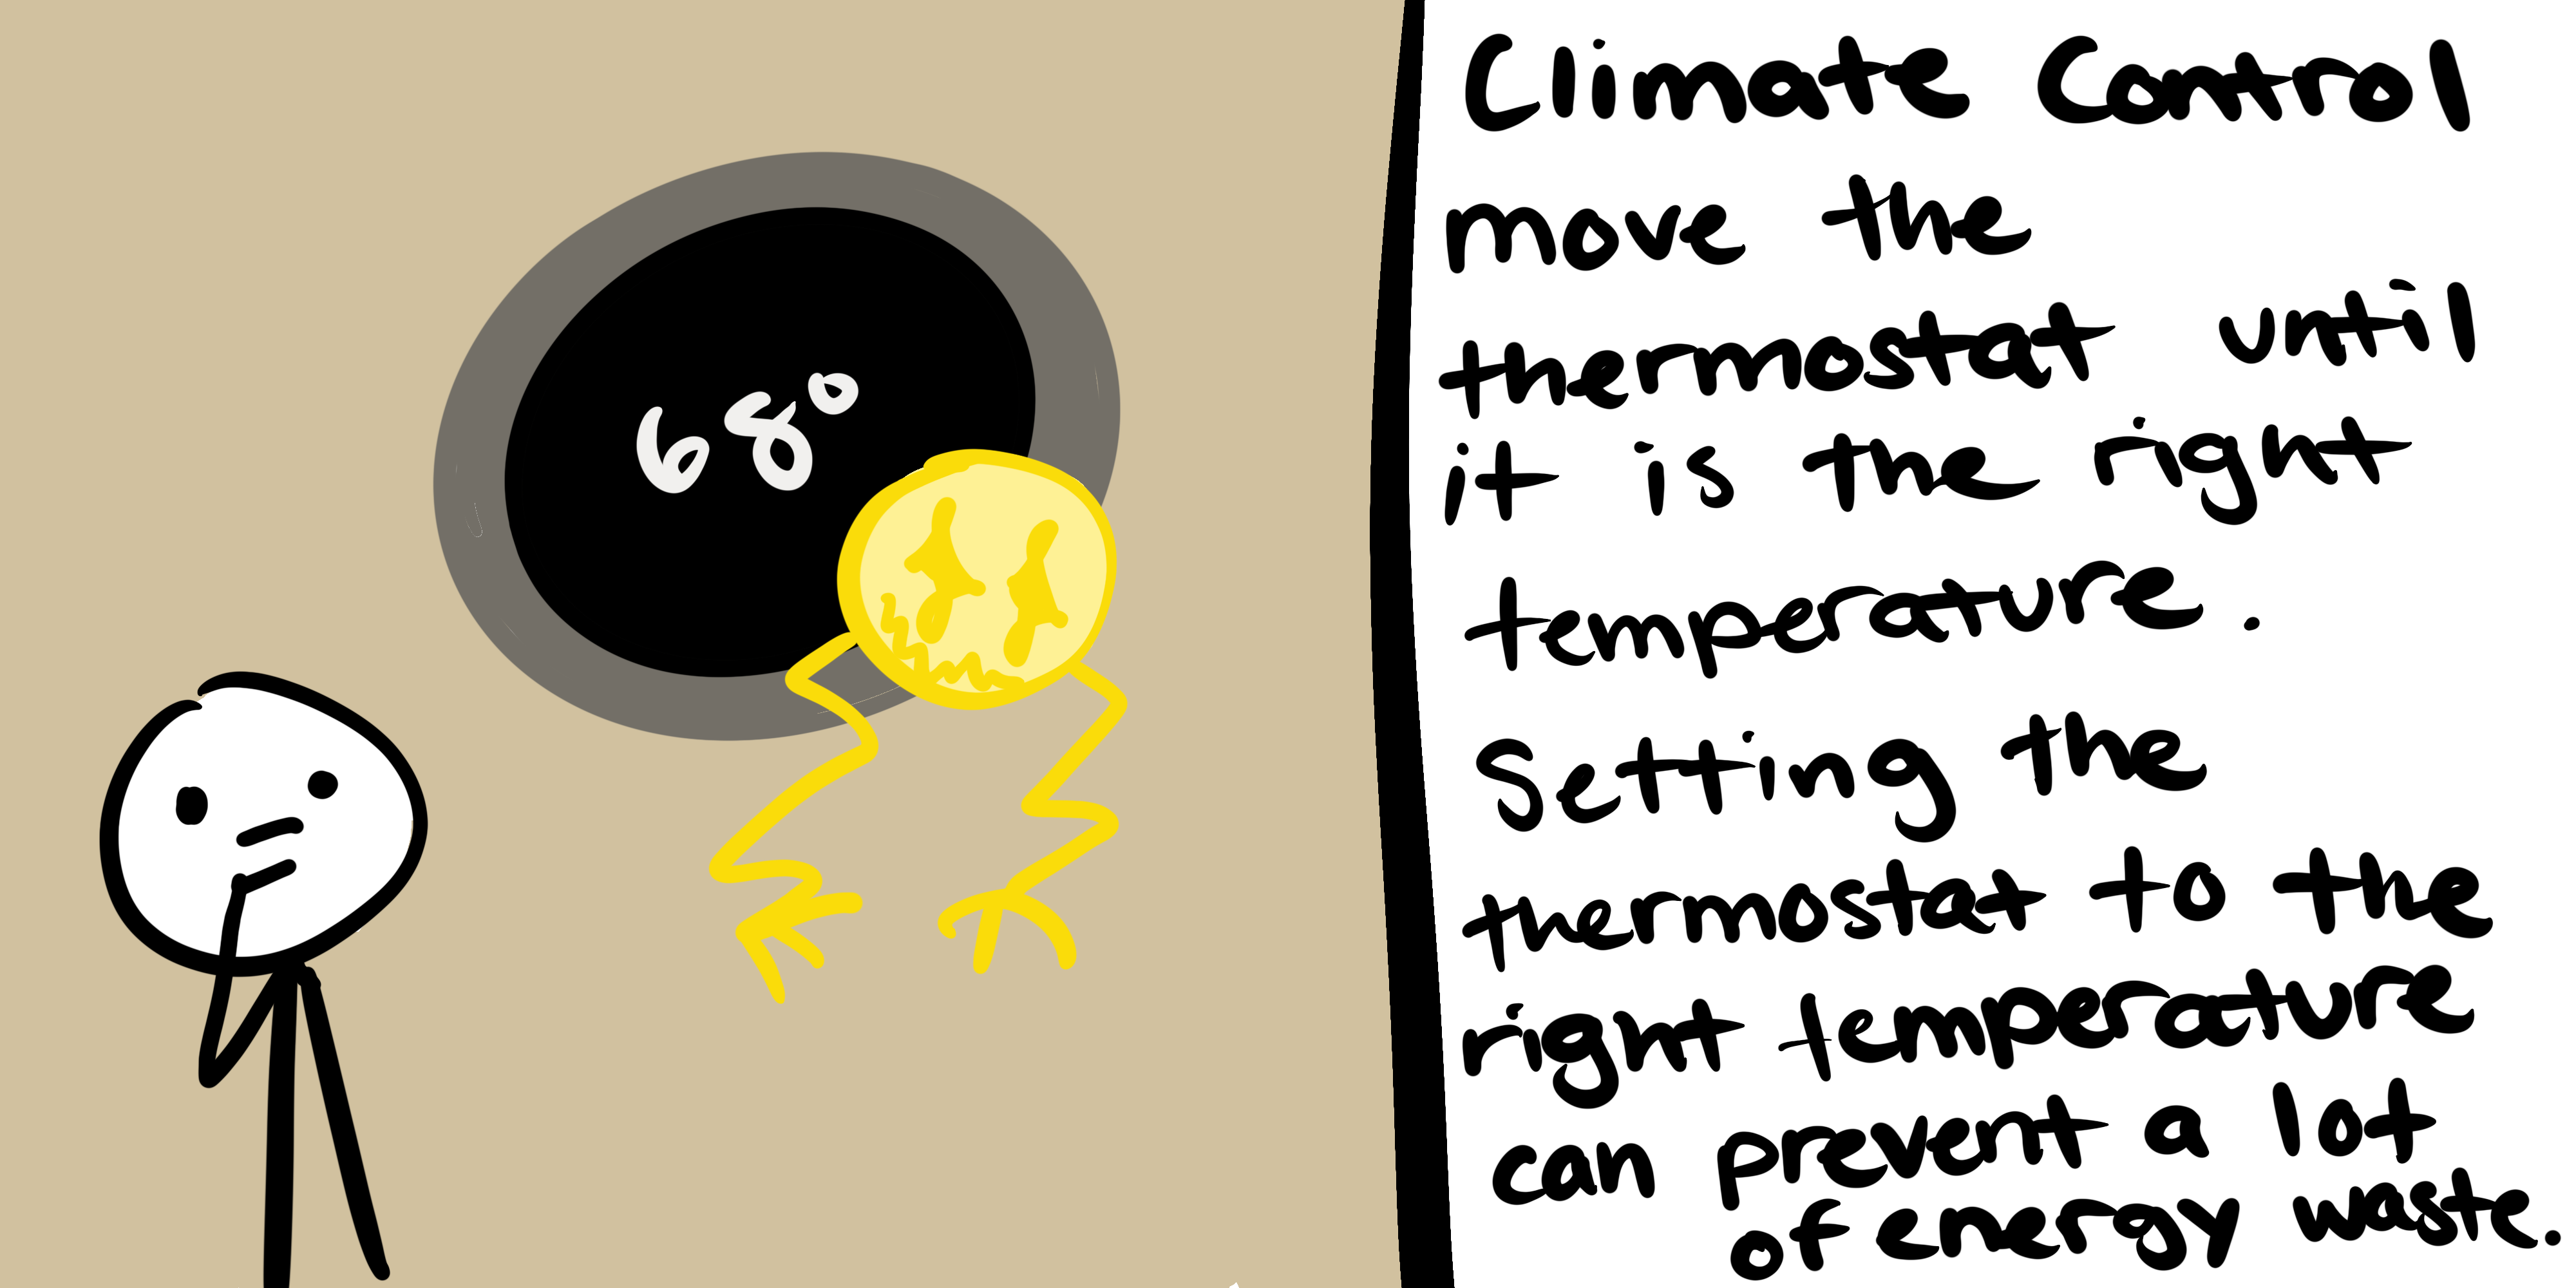 68°
Climate Control
move the
thermostat until
it is the right
temperature.
Setting the
thermostat to the
right temperature
can prevent a lot
of energy waste.